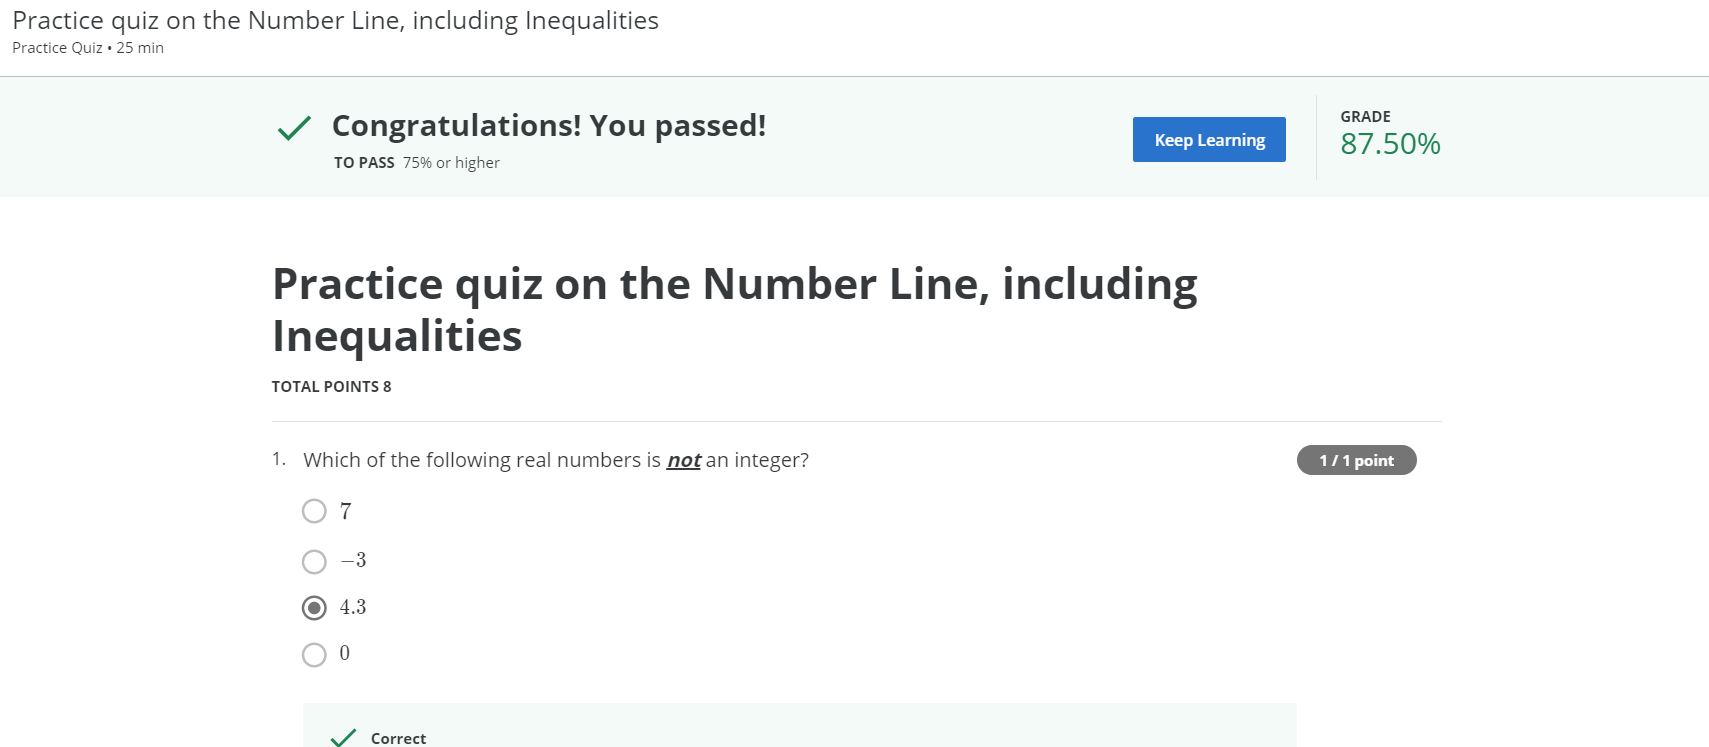 Practice quiz on the Number Line, including Inequalities
Practice Quiz • 25 min
Congratulations! You passed!
TO PASS 75% or higher
Keep Learning
GRADE
87.50%
Practice quiz on the Number Line, including
Inequalities
TOTAL POINTS 8
1. Which of the following real numbers is not an integer?
1 / 1 point
7
−3
4.3
0
Correct